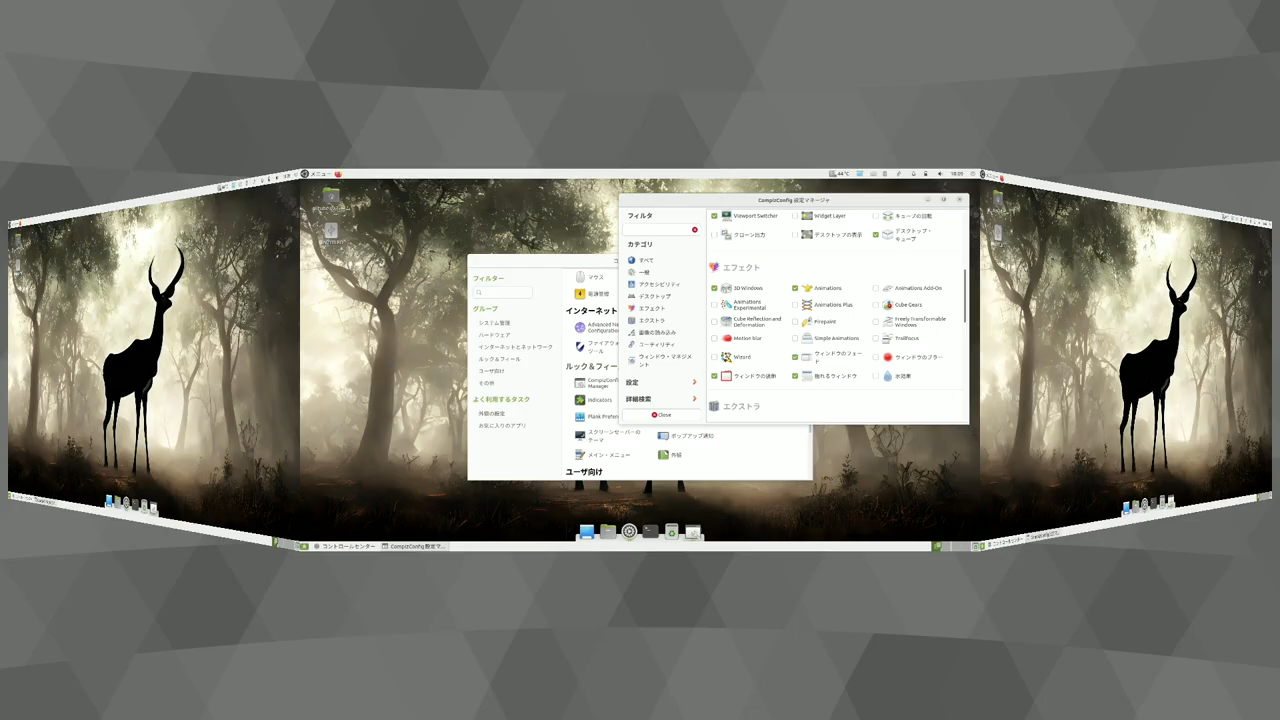 メニュー
44°C
18:09
CompizConfig 設定マネージャ
フィルタ
カテゴリ
すべて
一般
アクセシビリティ
デスクトップ
エフェクト
エクストラ
画像の読み込み
ユーティリティ
ウィンドウ・マネジメント
設定
詳細検索
Close
Viewport Switcher
Widget Layer
キューブの回転
クローン出力
デスクトップの表示
デスクトップ・キューブ
エフェクト
3D Windows
Animations
Animations Add-On
Animations Experimental
Animations Plus
Cube Gears
Cube Reflection and Deformation
Firepaint
Freely Transformable Windows
Motion blur
Simple Animations
Trailfocus
Wizard
ウィンドウのフェード
ウィンドウのブラー
ウィンドウの装飾
揺れるウィンドウ
水効果
エクストラ
フィルター
グループ
システム管理
ハードウェア
インターネットとネットワーク
ルック＆フィール
ユーザ向け
その他
よく利用するタスク
外観の設定
お気に入りのアプリ
マウス
電源管理
インターネット
Advanced Ne
Configuratio
ファイアウ
ツール
ルック＆フィー
CompizConfi
Manager
Indicators
Plank Prefere
スクリーンセーバーのテーマ
ポップアップ通知
メイン・メニュー
外観
ユーザ向け
コントロールセンター
CompizConfig 設定マ...